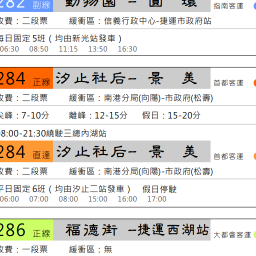 282 副線 動物園－圓環 指南客運
收費：二段票 緩衝區：信義行政中心-捷運市政府站
每日固定5班（均由新光站發車）
06:30 08:50 11:15 13:50 16:30
284 正線 汐止社后－景 美 首都客運
收費：二段票 緩衝區：南港分局(向陽)-市政府(松壽)
尖峰：7-10分 離峰：12-15分 假日：15-20分
08:00-21:30繞駛三總內湖站
284 直達 汐止社后－景 美 首都客運
收費：二段票 緩衝區：南港分局(向陽)-市政府(松壽)
平日固定6班（均由汐止二站發車） 假日停駛
06:00 07:00 08:00 15:00 16:00 17:00
286 正線 福德街－捷運西湖站 大都會客運
收費：一段票 緩衝區：無